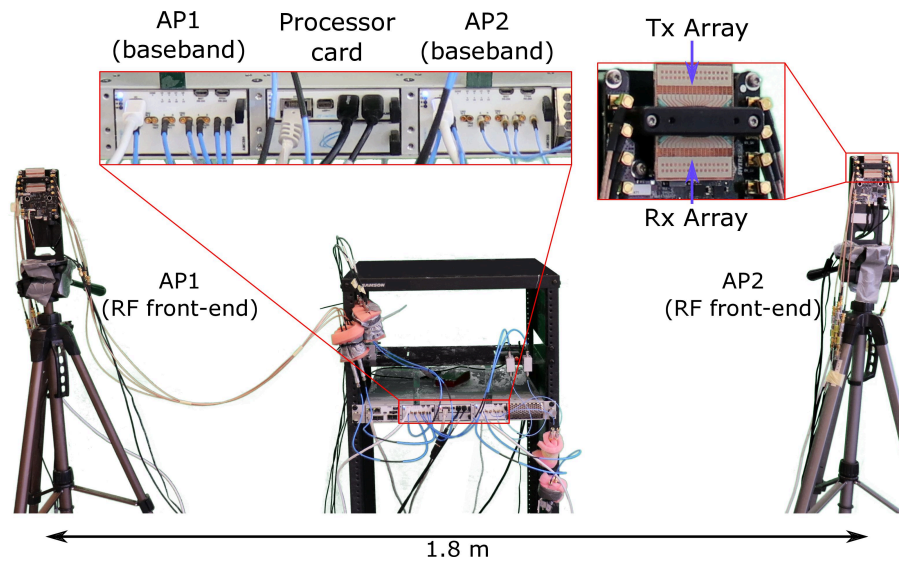 AP1
(baseband)
Processor
card
AP2
(baseband)
Tx Array
Rx Array
AP1
(RF front-end)
AP2
(RF front-end)
SAMSON
1.8 m